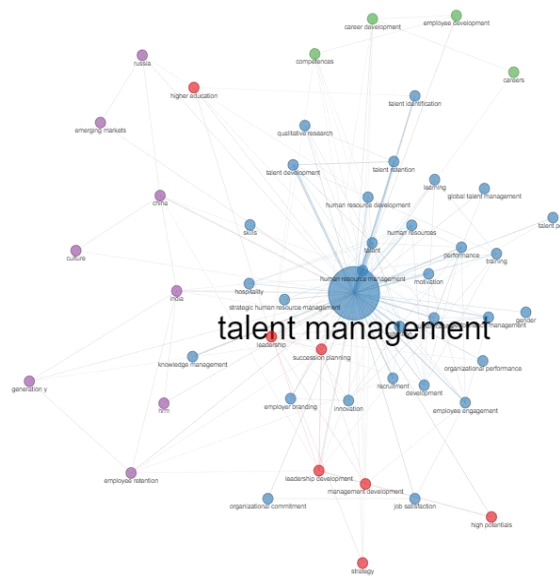 career development
employee development
competences
russia
careers
higher education
talent identification
emerging markets
qualitative research
talent development
talent retention
learning
global talent management
human resource development
china
skills
human resources
talent
performance
training
culture
human resource management
motivation
hospitality
india
strategic human resource management
gender
talent management
leadership
succession planning
knowledge management
organizational performance
generation y
recruitment
development
hrm
employer branding
innovation
employee engagement
employee retention
leadership development
management development
organizational commitment
job satisfaction
high potentials
strategy